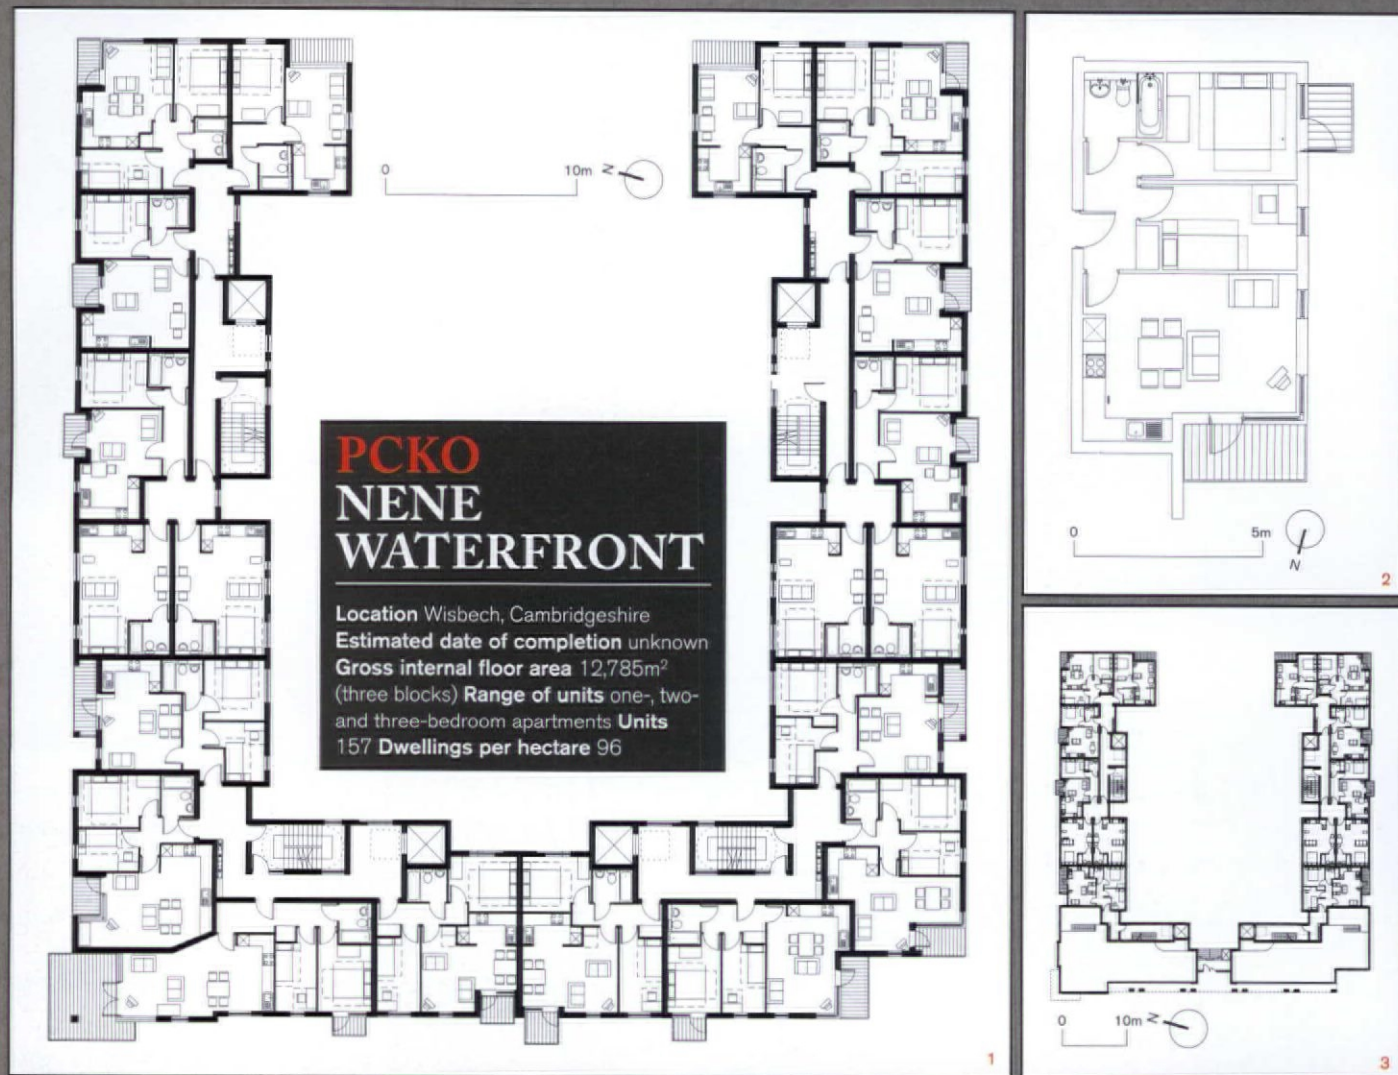 0 10m N
PCKO
NENE
WATERFRONT
Location Wisbech, Cambridgeshire
Estimated date of completion unknown
Gross internal floor area 12,785m²
(three blocks) Range of units one-, two-
and three-bedroom apartments Units
157 Dwellings per hectare 96
1
0 5m
N
2
0 10m N
3